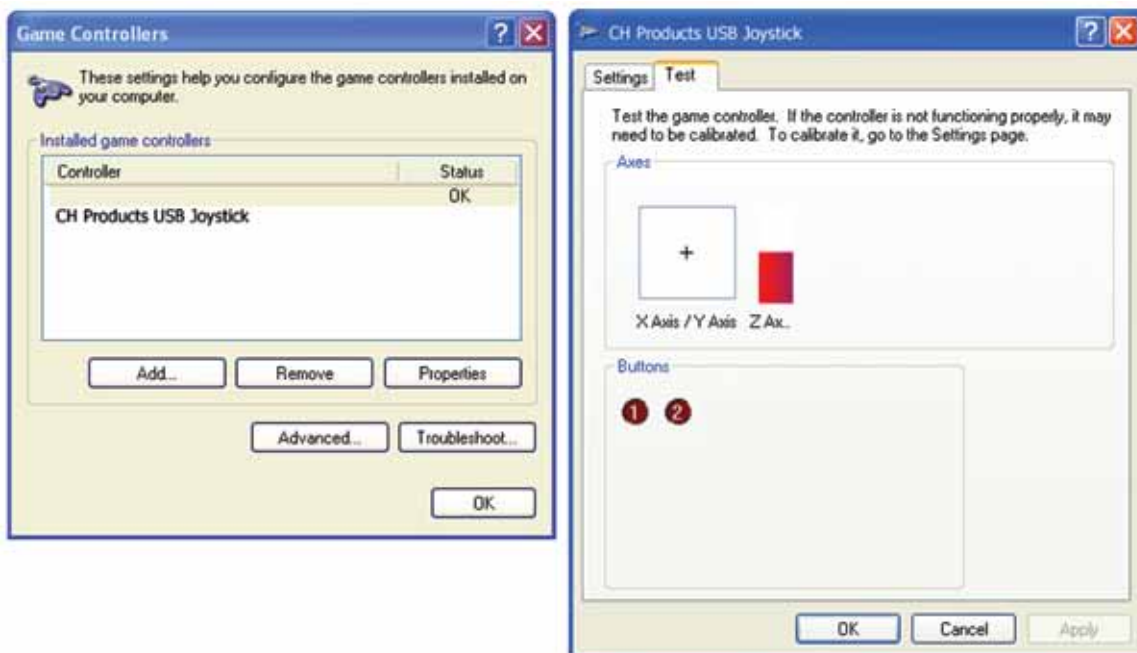 Game Controllers
These settings help you configure the game controllers installed on
your computer.
Installed game controllers
Controller Status
OK
CH Products USB Joystick
Add... Remove Properties
Advanced... Troubleshoot...
OK
CH Products USB Joystick
Settings Test
Test the game controller. If the controller is not functioning properly, it may
need to be calibrated. To calibrate it, go to the Settings page.
Axes
X Axis / Y Axis Z Ax..
Buttons
1 2
OK Cancel Apply